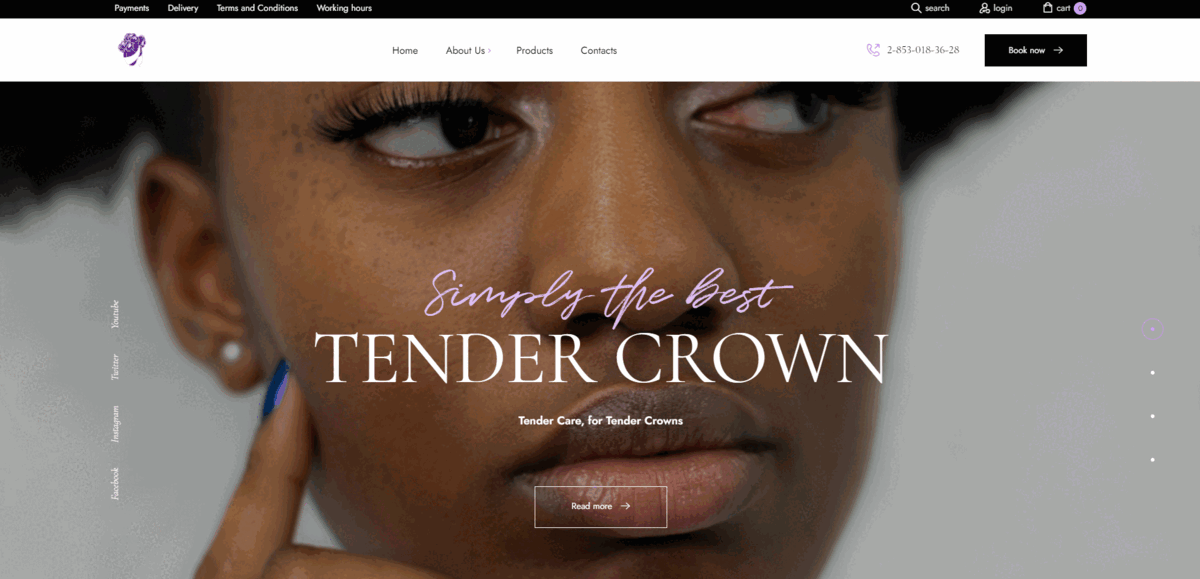 Payments Delivery Terms and Conditions Working hours search login cart 0
Home About Us Products Contacts 2-853-018-36-28 Book now
Simply the best
TENDER CROWN
Tender Care, for Tender Crowns
Read more
Youtube
Twitter
Instagram
Facebook